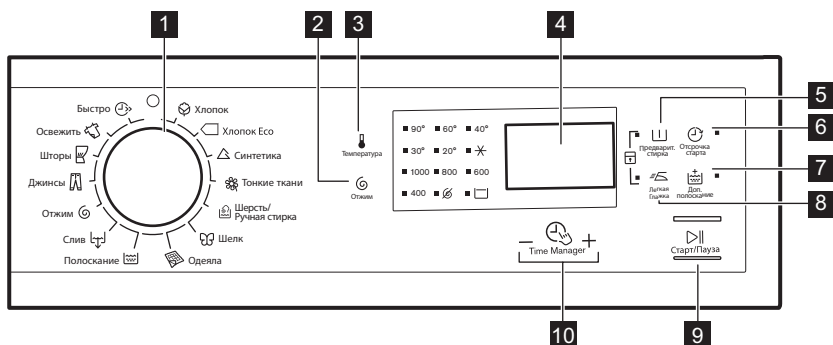 1
2
3
4
5
6
7
8
9
10
Быстро
Освежить
Шторы
Джинсы
Отжим
Слив
Полоскание
Хлопок
Хлопок Eco
Синтетика
Тонкие ткани
Шерсть/
Ручная стирка
Шелк
Одеяла
Температура
Отжим
90° 60° 40°
30° 20°
1000 800 600
400
Предварит.
стирка
Отсрочка
старта
Легкая
Глажка
Доп.
полоскание
Time Manager
Старт/Пауза